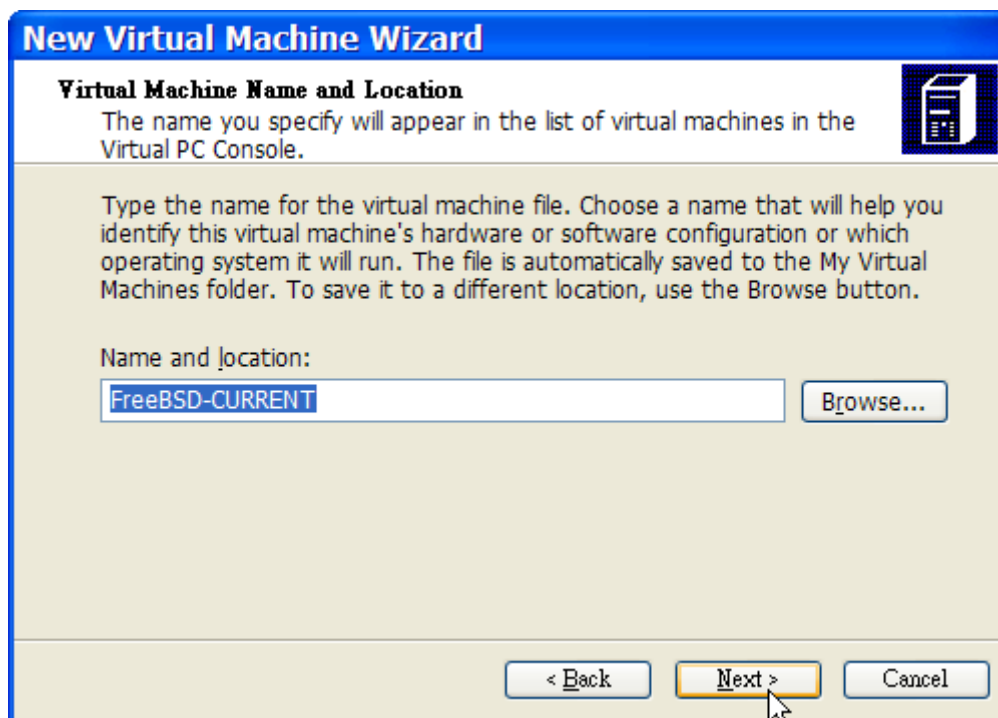 New Virtual Machine Wizard
Virtual Machine Name and Location
The name you specify will appear in the list of virtual machines in the
Virtual PC Console.
Type the name for the virtual machine file. Choose a name that will help you
identify this virtual machine's hardware or software configuration or which
operating system it will run. The file is automatically saved to the My Virtual
Machines folder. To save it to a different location, use the Browse button.
Name and location:
FreeBSD-CURRENT
Browse...
< Back
Next >
Cancel